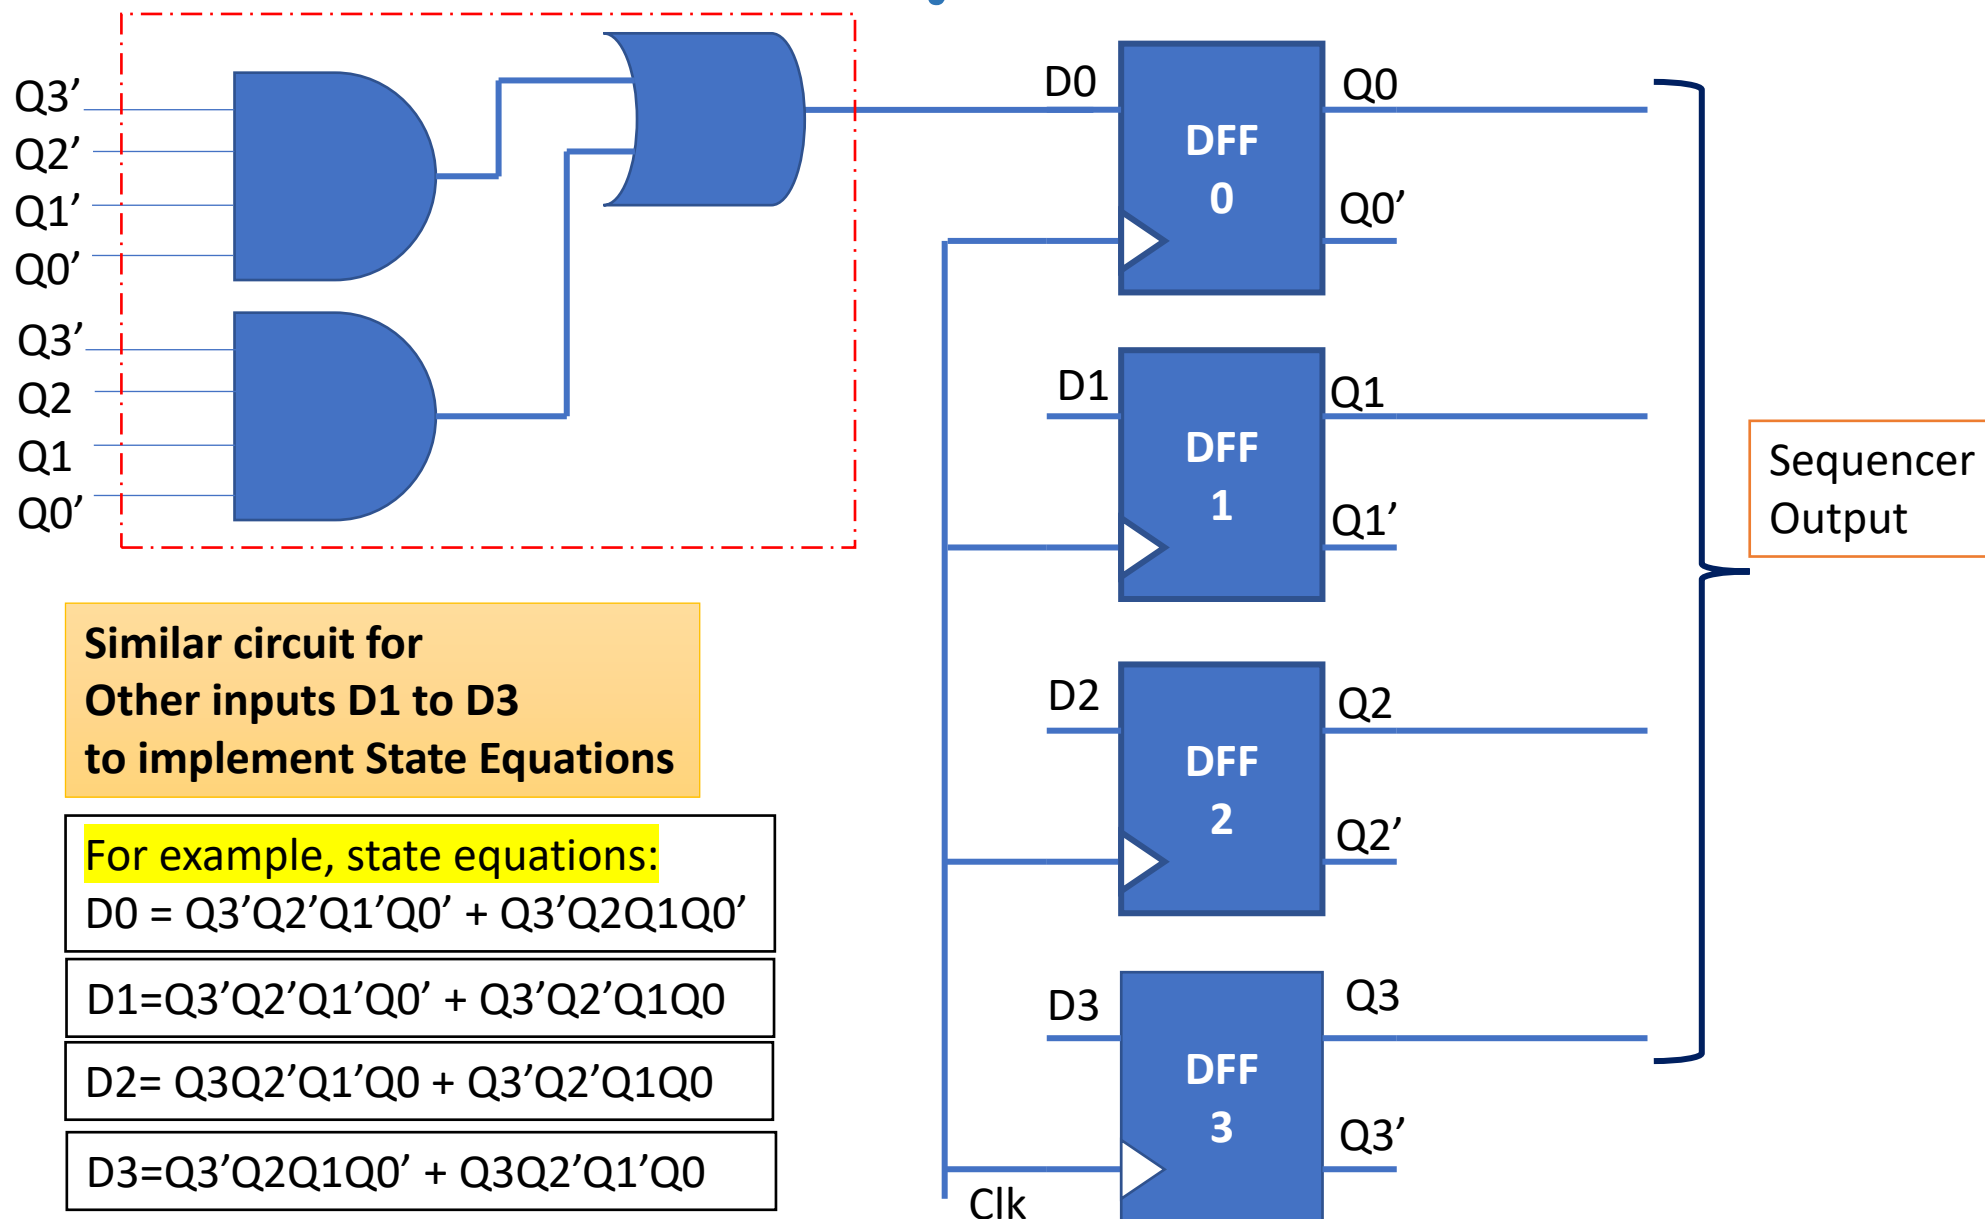 Q3’
Q2’
Q1’
Q0’
Q3’
Q2
Q1
Q0’
D0
DFF
0
Q0
Q0’
D1
DFF
1
Q1
Q1’
D2
DFF
2
Q2
Q2’
D3
DFF
3
Q3
Q3’
Clk
Sequencer
Output
Similar circuit for
Other inputs D1 to D3
to implement State Equations
For example, state equations:
D0 = Q3’Q2’Q1’Q0’ + Q3’Q2Q1Q0’
D1=Q3’Q2’Q1’Q0’ + Q3’Q2’Q1Q0
D2= Q3Q2’Q1’Q0 + Q3’Q2’Q1Q0
D3=Q3’Q2Q1Q0’ + Q3Q2’Q1’Q0